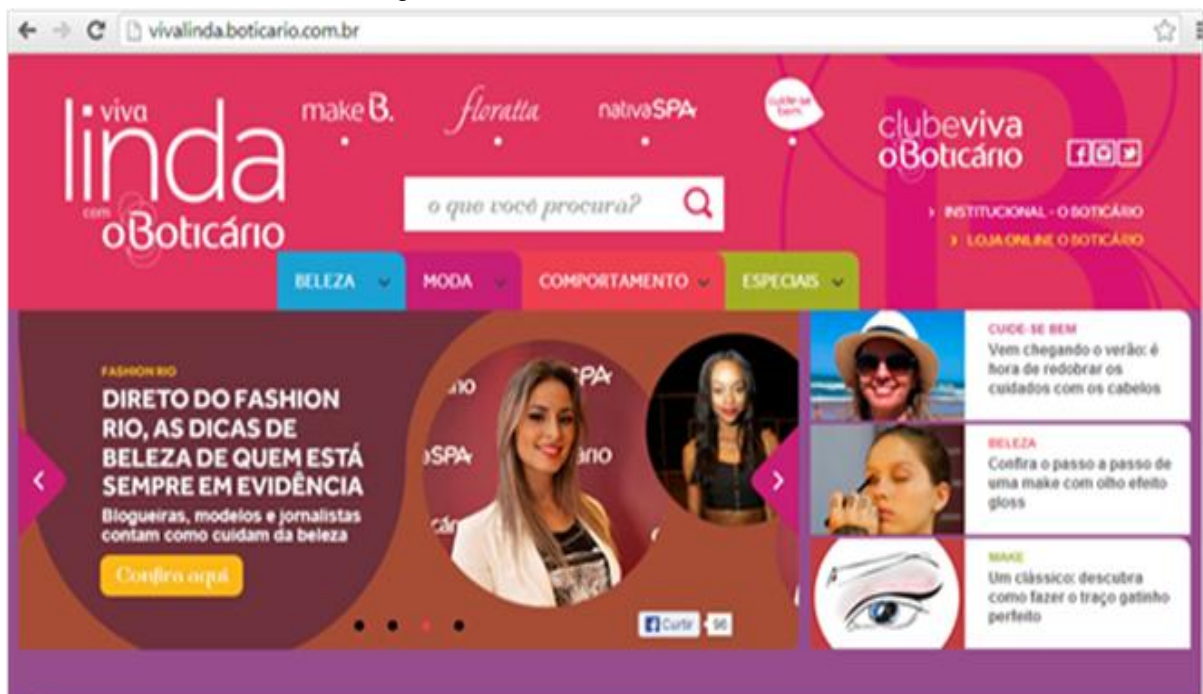 vivalinda.boticario.com.br
viva
linda
com
oBoticário
make B.
floratta
nativaSPA
cuide-se
bem
clubeviva
oBoticário
o que você procura?
INSTITUCIONAL - O BOTICÁRIO
LOJA ONLINE O BOTICÁRIO
BELEZA
MODA
COMPORTAMENTO
ESPECIAIS
FASHION RIO
DIRETO DO FASHION
RIO, AS DICAS DE
BELEZA DE QUEM ESTÁ
SEMPRE EM EVIDÊNCIA
Blogueiras, modelos e jornalistas
contam como cuidam da beleza
Confira aqui
Curtir
96
CUIDE-SE BEM
Vem chegando o verão: é
hora de redobrar os
cuidados com os cabelos
BELEZA
Confira o passo a passo de
uma make com olho efeito
gloss
MAKE
Um clássico: descubra
como fazer o traço gatinho
perfeito